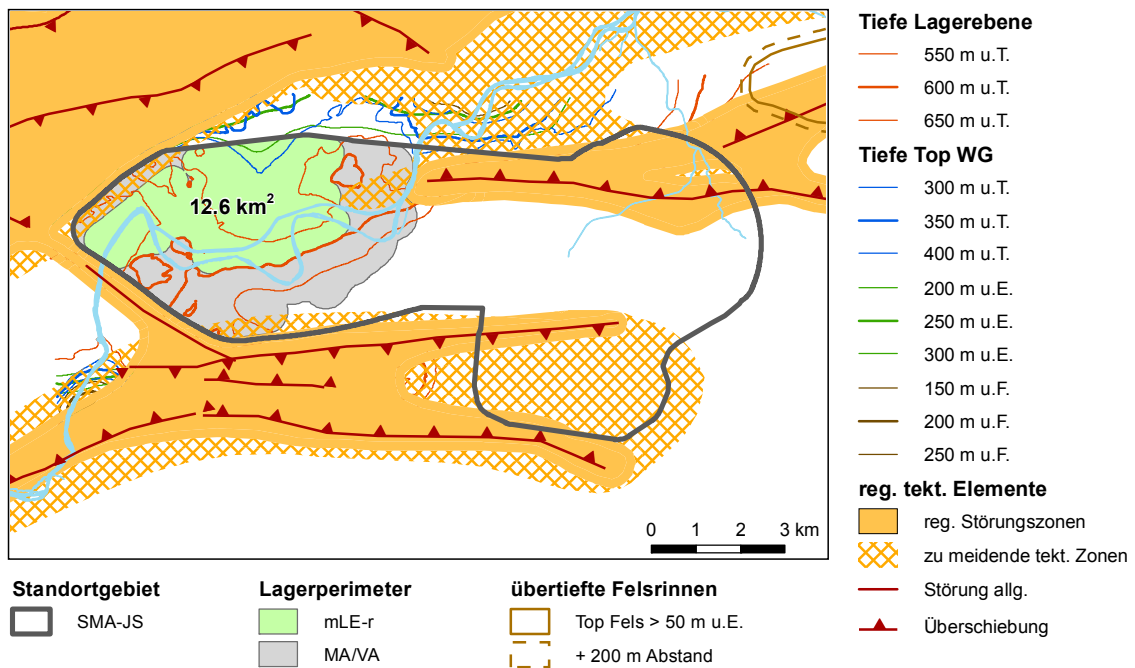 12.6 km²
0 1 2 3 km
Tiefe Lagerebene
550 m u.T.
600 m u.T.
650 m u.T.
Tiefe Top WG
300 m u.T.
350 m u.T.
400 m u.T.
200 m u.E.
250 m u.E.
300 m u.E.
150 m u.F.
200 m u.F.
250 m u.F.
reg. tekt. Elemente
reg. Störungszonen
zu meidende tekt. Zonen
Störung allg.
Überschiebung
Standortgebiet
SMA-JS
Lagerperimeter
mLE-r
MA/VA
übertiefte Felsrinnen
Top Fels > 50 m u.E.
+ 200 m Abstand